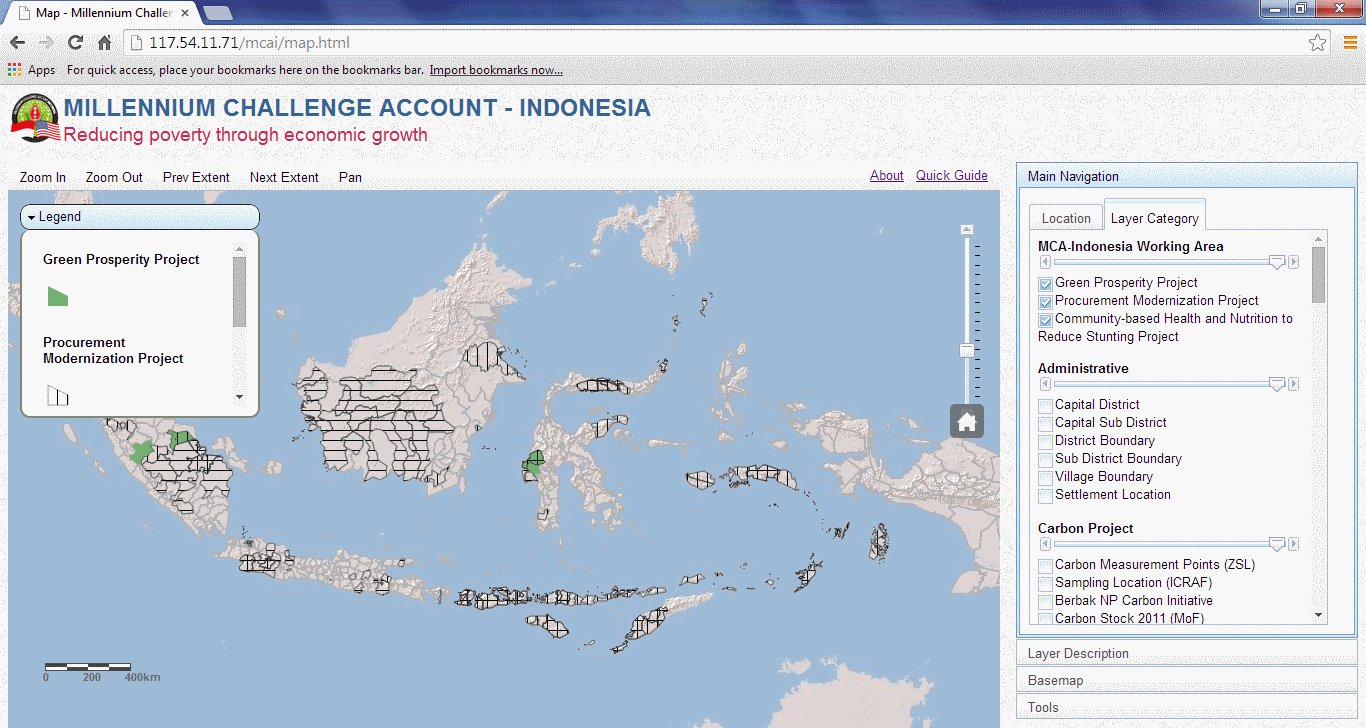 Map - Millennium Challer
117.54.11.71/mcai/map.html
Apps For quick access, place your bookmarks here on the bookmarks bar. Import bookmarks now...
MILLENNIUM CHALLENGE ACCOUNT - INDONESIA
Reducing poverty through economic growth
Zoom In Zoom Out Prev Extent Next Extent Pan About Quick Guide
Legend
Green Prosperity Project
Procurement
Modernization Project
0 200 400km
Main Navigation
Location Layer Category
MCA-Indonesia Working Area
Green Prosperity Project
Procurement Modernization Project
Community-based Health and Nutrition to
Reduce Stunting Project
Administrative
Capital District
Capital Sub District
District Boundary
Sub District Boundary
Village Boundary
Settlement Location
Carbon Project
Carbon Measurement Points (ZSL)
Sampling Location (ICRAF)
Berbak NP Carbon Initiative
Carbon Stock 2011 (MoF)
Layer Description
Basemap
Tools